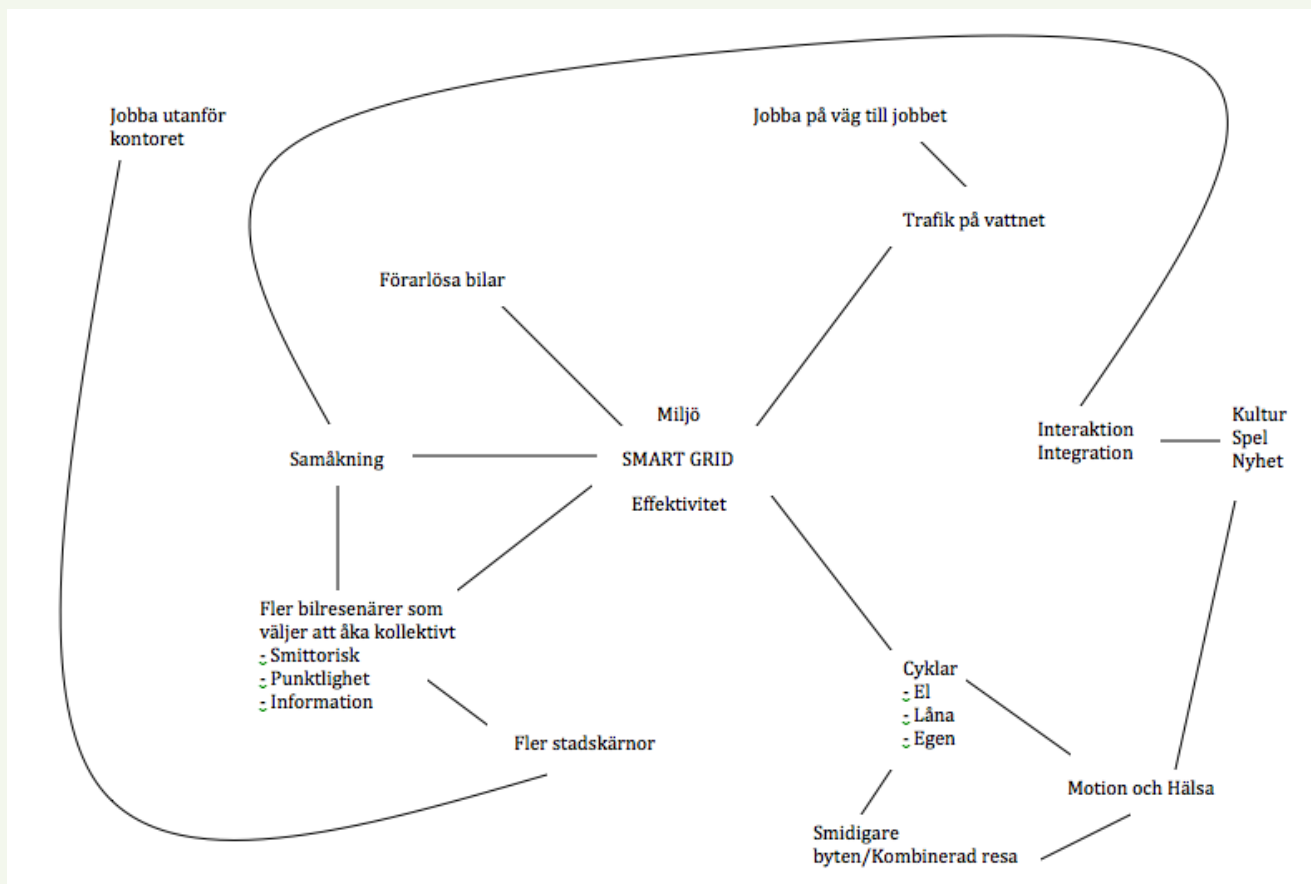 Jobba utanför
kontoret
Jobba på väg till jobbet
Trafik på vattnet
Förarlösa bilar
Miljö
SMART GRID
Effektivitet
Samåkning
Interaktion
Integration
Kultur
Spel
Nyhet
Fler bilresenärer som
väljer att åka kollektivt
- Smittorisk
- Punktlighet
- Information
Fler stadskärnor
Cyklar
- El
- Låna
- Egen
Motion och Hälsa
Smidigare
byten/Kombinerad resa